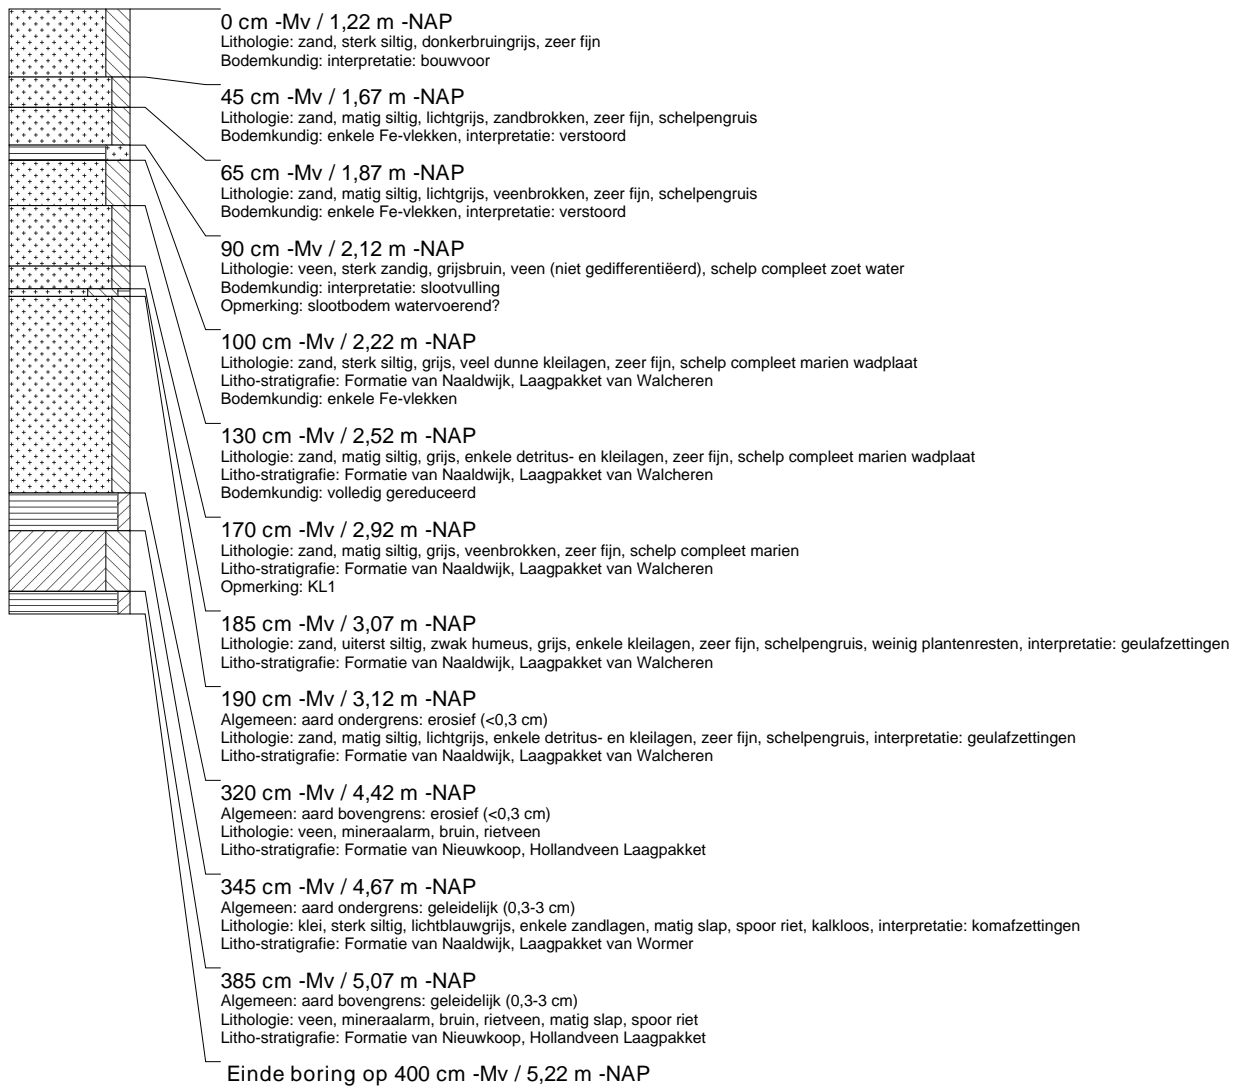 0 cm -Mv / 1,22 m -NAP
Lithologie: zand, sterk siltig, donkerbruingrijs, zeer fijn
Bodemkundig: interpretatie: bouwvoor
45 cm -Mv / 1,67 m -NAP
Lithologie: zand, matig siltig, lichtgrijs, zandbrokken, zeer fijn, schelpengruis
Bodemkundig: enkele Fe-vlekken, interpretatie: verstoord
65 cm -Mv / 1,87 m -NAP
Lithologie: zand, matig siltig, lichtgrijs, veenbrokken, zeer fijn, schelpengruis
Bodemkundig: enkele Fe-vlekken, interpretatie: verstoord
90 cm -Mv / 2,12 m -NAP
Lithologie: veen, sterk zandig, grijsbruin, veen (niet gedifferentiëerd), schelp compleet zoet water
Bodemkundig: interpretatie: slootvulling
Opmerking: slootbodem watervoerend?
100 cm -Mv / 2,22 m -NAP
Lithologie: zand, sterk siltig, grijs, veel dunne kleilagen, zeer fijn, schelp compleet marien wadplaat
Litho-stratigrafie: Formatie van Naaldwijk, Laagpakket van Walcheren
Bodemkundig: enkele Fe-vlekken
130 cm -Mv / 2,52 m -NAP
Lithologie: zand, matig siltig, grijs, enkele detritus- en kleilagen, zeer fijn, schelp compleet marien wadplaat
Litho-stratigrafie: Formatie van Naaldwijk, Laagpakket van Walcheren
Bodemkundig: volledig gereduceerd
170 cm -Mv / 2,92 m -NAP
Lithologie: zand, matig siltig, grijs, veenbrokken, zeer fijn, schelp compleet marien
Litho-stratigrafie: Formatie van Naaldwijk, Laagpakket van Walcheren
Opmerking: KL1
185 cm -Mv / 3,07 m -NAP
Lithologie: zand, uiterst siltig, zwak humeus, grijs, enkele kleilagen, zeer fijn, schelpengruis, weinig plantenresten, interpretatie: geulafzettingen
Litho-stratigrafie: Formatie van Naaldwijk, Laagpakket van Walcheren
190 cm -Mv / 3,12 m -NAP
Algemeen: aard ondergrens: erosief (<0,3 cm)
Lithologie: zand, matig siltig, lichtgrijs, enkele detritus- en kleilagen, zeer fijn, schelpengruis, interpretatie: geulafzettingen
Litho-stratigrafie: Formatie van Naaldwijk, Laagpakket van Walcheren
320 cm -Mv / 4,42 m -NAP
Algemeen: aard bovengrens: erosief (<0,3 cm)
Lithologie: veen, mineraalarm, bruin, rietveen
Litho-stratigrafie: Formatie van Nieuwkoop, Hollandveen Laagpakket
345 cm -Mv / 4,67 m -NAP
Algemeen: aard ondergrens: geleidelijk (0,3-3 cm)
Lithologie: klei, sterk siltig, lichtblauwgrijs, enkele zandlagen, matig slap, spoor riet, kalkloos, interpretatie: komafzettingen
Litho-stratigrafie: Formatie van Naaldwijk, Laagpakket van Wormer
385 cm -Mv / 5,07 m -NAP
Algemeen: aard bovengrens: geleidelijk (0,3-3 cm)
Lithologie: veen, mineraalarm, bruin, rietveen, matig slap, spoor riet
Litho-stratigrafie: Formatie van Nieuwkoop, Hollandveen Laagpakket
Einde boring op 400 cm -Mv / 5,22 m -NAP